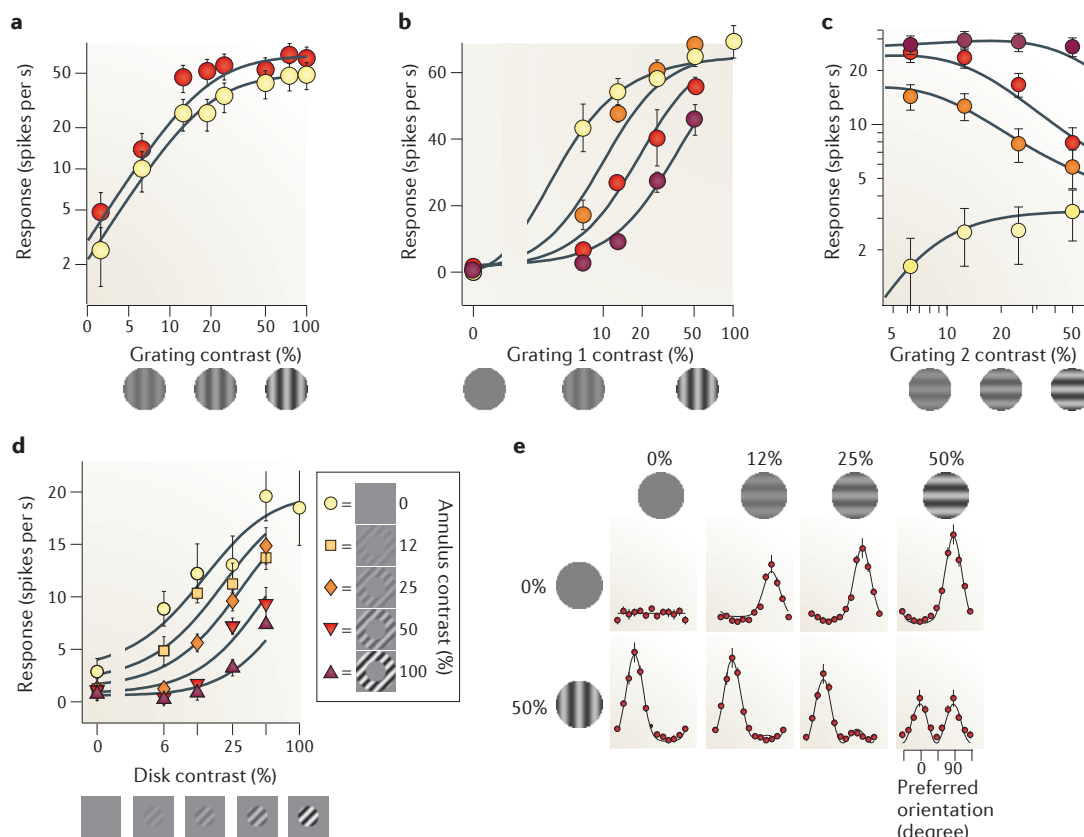 a
Response (spikes per s)
50
20
10
5
2
0 5 10 20 50 100
Grating contrast (%)
b
Response (spikes per s)
60
40
20
0
0 10 20 50 100
Grating 1 contrast (%)
c
Response (spikes per s)
20
10
5
2
1
5 10 20 50
Grating 2 contrast (%)
d
Response (spikes per s)
20
15
10
5
0
0 6 25 100
Disk contrast (%)
= 0
= 12
= 25
= 50
= 100
Annulus contrast (%)
e
0% 12% 25% 50%
0%
50%
0 90
Preferred
orientation
(degree)